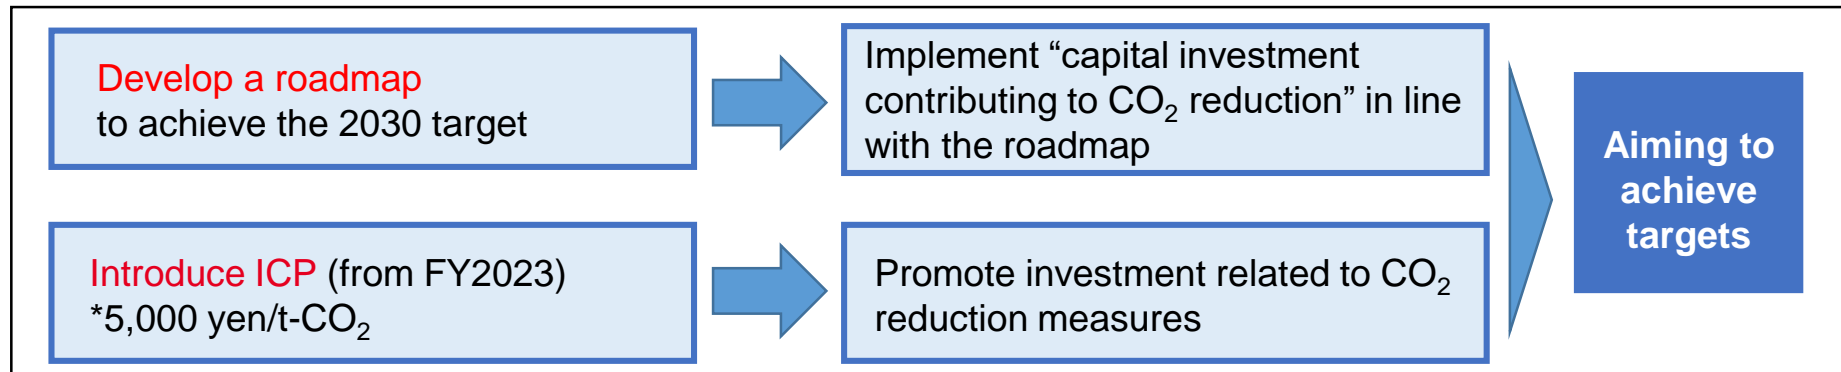 Develop a roadmap
to achieve the 2030 target
Implement “capital investment
contributing to CO₂ reduction” in line
with the roadmap
Introduce ICP (from FY2023)
*5,000 yen/t-CO₂
Promote investment related to CO₂
reduction measures
Aiming to
achieve
targets